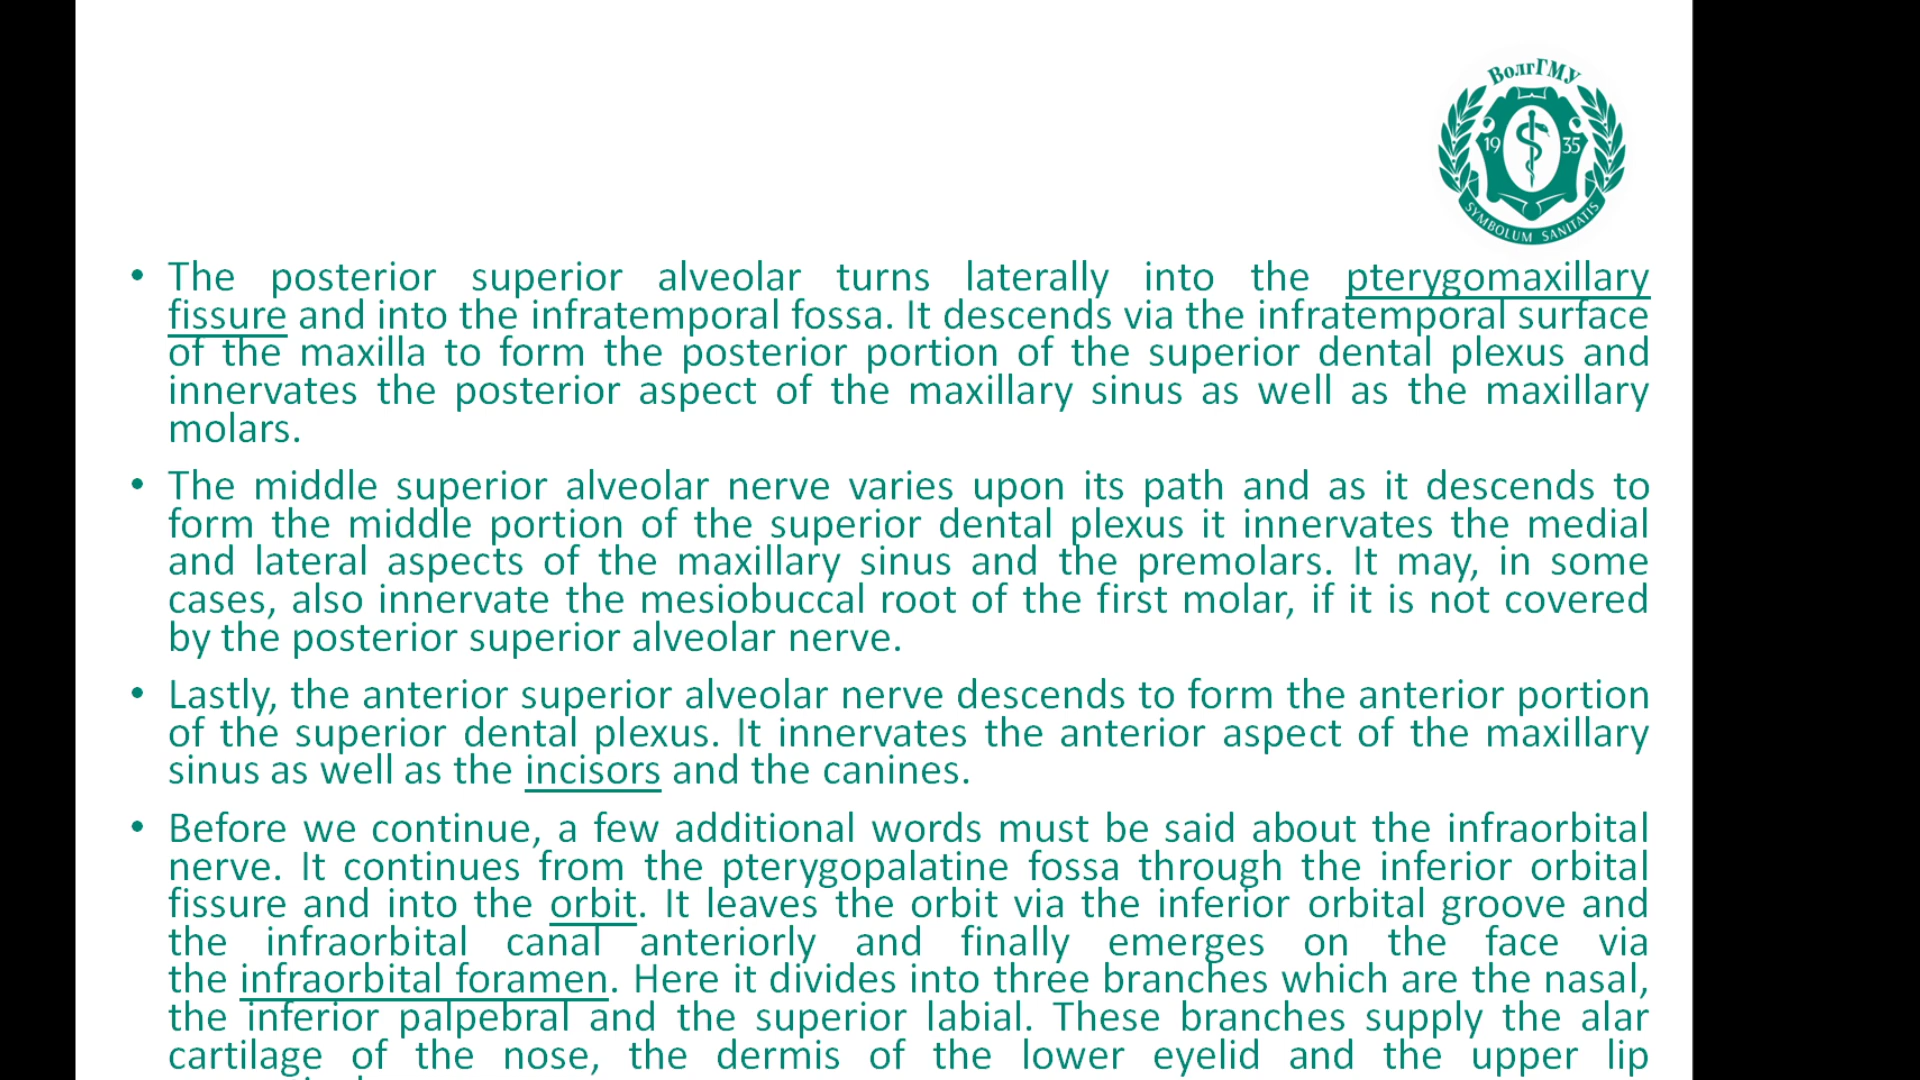 ВолгГМУ
19 35
SYMBOLUM SANITATIS
• The posterior superior alveolar turns laterally into the pterygomaxillary
fissure and into the infratemporal fossa. It descends via the infratemporal surface
of the maxilla to form the posterior portion of the superior dental plexus and
innervates the posterior aspect of the maxillary sinus as well as the maxillary
molars.
• The middle superior alveolar nerve varies upon its path and as it descends to
form the middle portion of the superior dental plexus it innervates the medial
and lateral aspects of the maxillary sinus and the premolars. It may, in some
cases, also innervate the mesiobuccal root of the first molar, if it is not covered
by the posterior superior alveolar nerve.
• Lastly, the anterior superior alveolar nerve descends to form the anterior portion
of the superior dental plexus. It innervates the anterior aspect of the maxillary
sinus as well as the incisors and the canines.
• Before we continue, a few additional words must be said about the infraorbital
nerve. It continues from the pterygopalatine fossa through the inferior orbital
fissure and into the orbit. It leaves the orbit via the inferior orbital groove and
the infraorbital canal anteriorly and finally emerges on the face via
the infraorbital foramen. Here it divides into three branches which are the nasal,
the inferior palpebral and the superior labial. These branches supply the alar
cartilage of the nose, the dermis of the lower eyelid and the upper lip